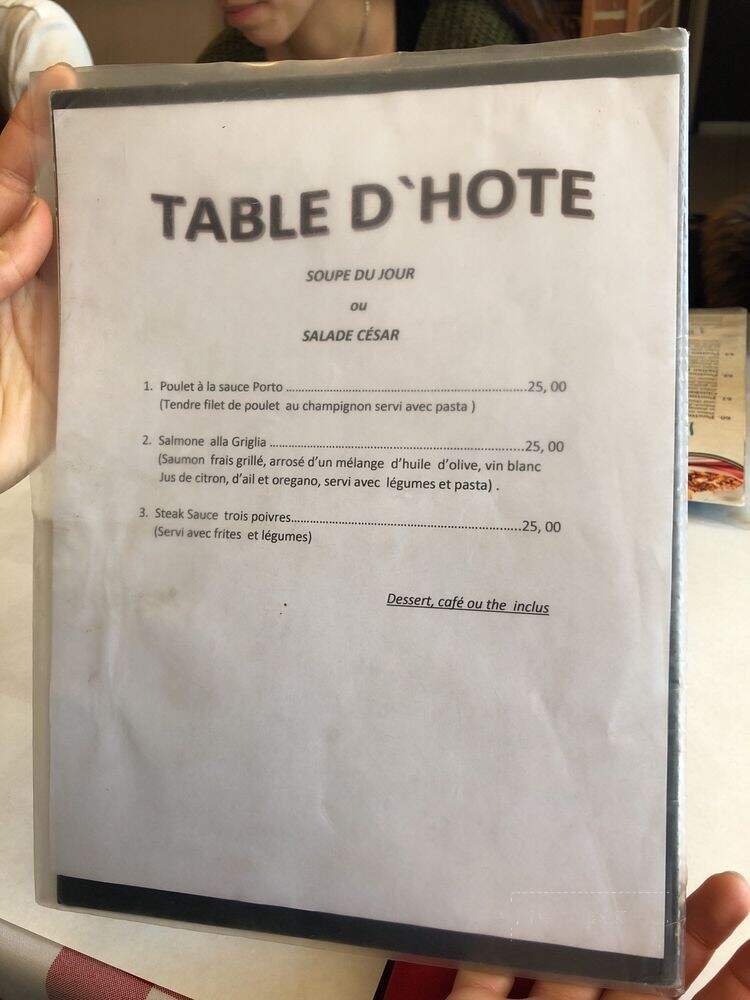 TABLE D`HOTE
SOUPE DU JOUR
ou
SALADE CÉSAR
1. Poulet à la sauce Porto ........................................................25, 00
(Tendre filet de poulet au champignon servi avec pasta )
2. Salmone alla Griglia ............................................................25, 00
(Saumon frais grillé, arrosé d'un mélange d'huile d'olive, vin blanc
Jus de citron, d'ail et oregano, servi avec légumes et pasta) .
3. Steak Sauce trois poivres......................................................25, 00
(Servi avec frites et légumes)
Dessert, café ou the inclus